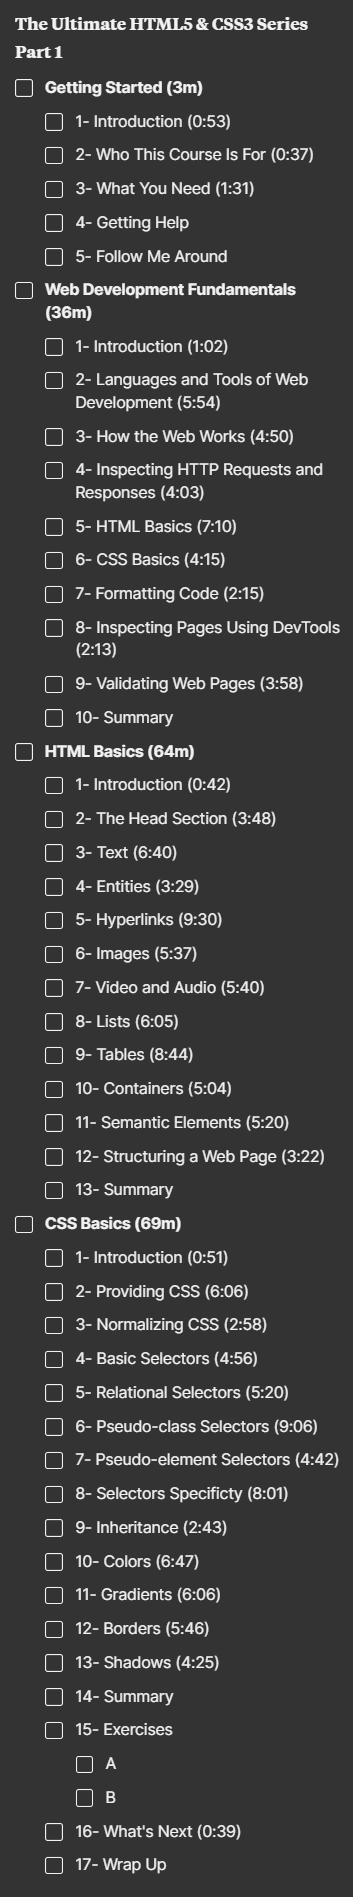 The Ultimate HTML5 & CSS3 Series
Part 1
Getting Started (3m)
1- Introduction (0:53)
2- Who This Course Is For (0:37)
3- What You Need (1:31)
4- Getting Help
5- Follow Me Around
Web Development Fundamentals
(36m)
1- Introduction (1:02)
2- Languages and Tools of Web
Development (5:54)
3- How the Web Works (4:50)
4- Inspecting HTTP Requests and
Responses (4:03)
5- HTML Basics (7:10)
6- CSS Basics (4:15)
7- Formatting Code (2:15)
8- Inspecting Pages Using DevTools
(2:13)
9- Validating Web Pages (3:58)
10- Summary
HTML Basics (64m)
1- Introduction (0:42)
2- The Head Section (3:48)
3- Text (6:40)
4- Entities (3:29)
5- Hyperlinks (9:30)
6- Images (5:37)
7- Video and Audio (5:40)
8- Lists (6:05)
9- Tables (8:44)
10- Containers (5:04)
11- Semantic Elements (5:20)
12- Structuring a Web Page (3:22)
13- Summary
CSS Basics (69m)
1- Introduction (0:51)
2- Providing CSS (6:06)
3- Normalizing CSS (2:58)
4- Basic Selectors (4:56)
5- Relational Selectors (5:20)
6- Pseudo-class Selectors (9:06)
7- Pseudo-element Selectors (4:42)
8- Selectors Specificty (8:01)
9- Inheritance (2:43)
10- Colors (6:47)
11- Gradients (6:06)
12- Borders (5:46)
13- Shadows (4:25)
14- Summary
15- Exercises
A
B
16- What's Next (0:39)
17- Wrap Up